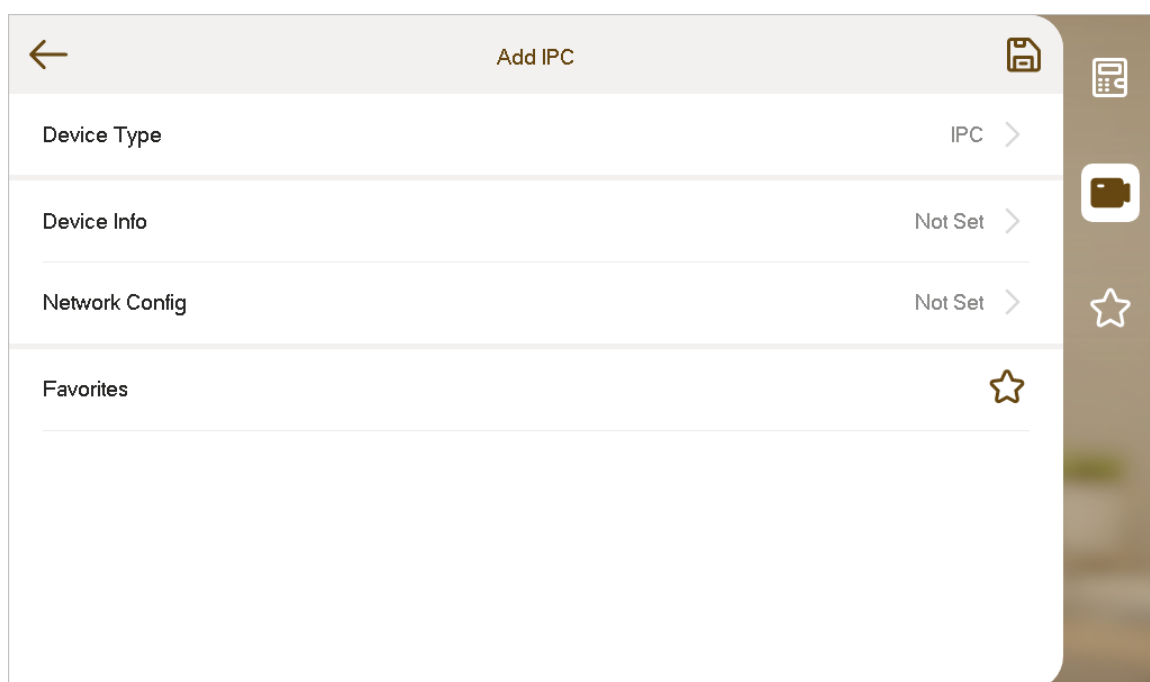 Add IPC
Device Type IPC
Device Info Not Set
Network Config Not Set
Favorites